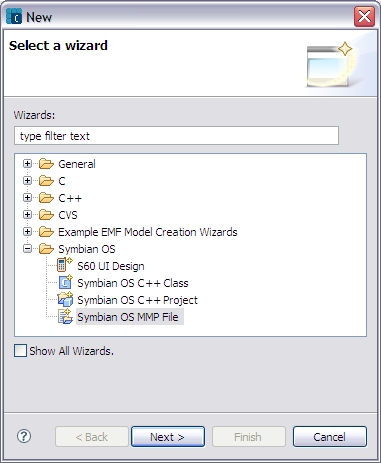 New
Select a wizard
Wizards:
type filter text
General
C
C++
CVS
Example EMF Model Creation Wizards
Symbian OS
S60 UI Design
Symbian OS C++ Class
Symbian OS C++ Project
Symbian OS MMP File
Show All Wizards.
? < Back Next > Finish Cancel